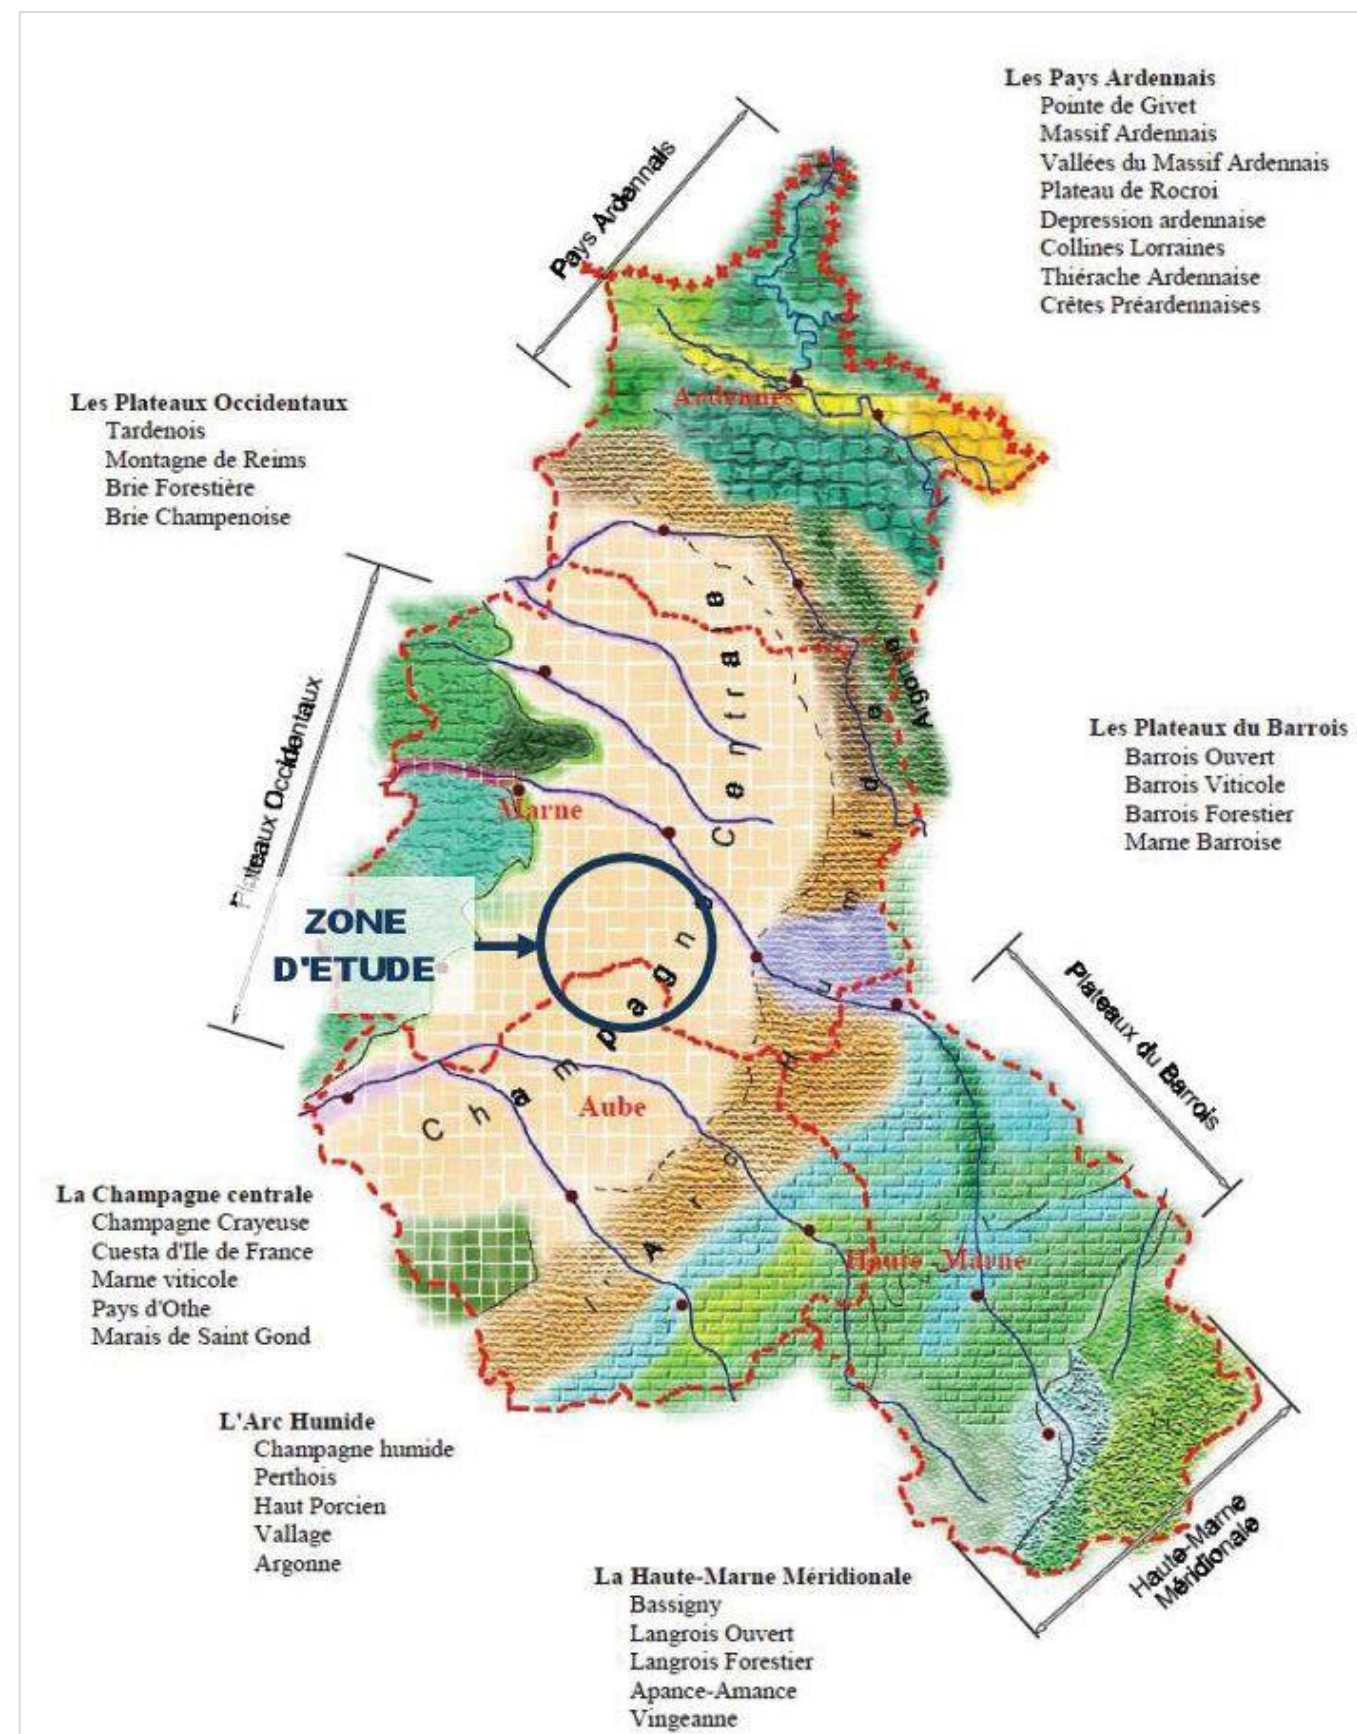 Les Pays Ardennais
Pointe de Givet
Massif Ardennais
Vallées du Massif Ardennais
Plateau de Rocroi
Depression ardennaise
Collines Lorraines
Thiérache Ardennaise
Crêtes Préardennaises
Pays Ardennais
Ardennes
Les Plateaux Occidentaux
Tardenois
Montagne de Reims
Brie Forestière
Brie Champenoise
Plateaux Occidentaux
Argonne
Marne
Champagne Centrale
Les Plateaux du Barrois
Barrois Ouvert
Barrois Viticole
Barrois Forestier
Marne Barroise
ZONE
D'ETUDE
Plateaux du Barrois
Aube
l'Arc Humide
Haute-Marne
La Champagne centrale
Champagne Crayeuse
Cuesta d'Ile de France
Marne viticole
Pays d'Othe
Marais de Saint Gond
L'Arc Humide
Champagne humide
Perthois
Haut Porcien
Vallage
Argonne
Haute-Marne
Méridionale
La Haute-Marne Méridionale
Bassigny
Langrois Ouvert
Langrois Forestier
Apance-Amance
Vingeanne